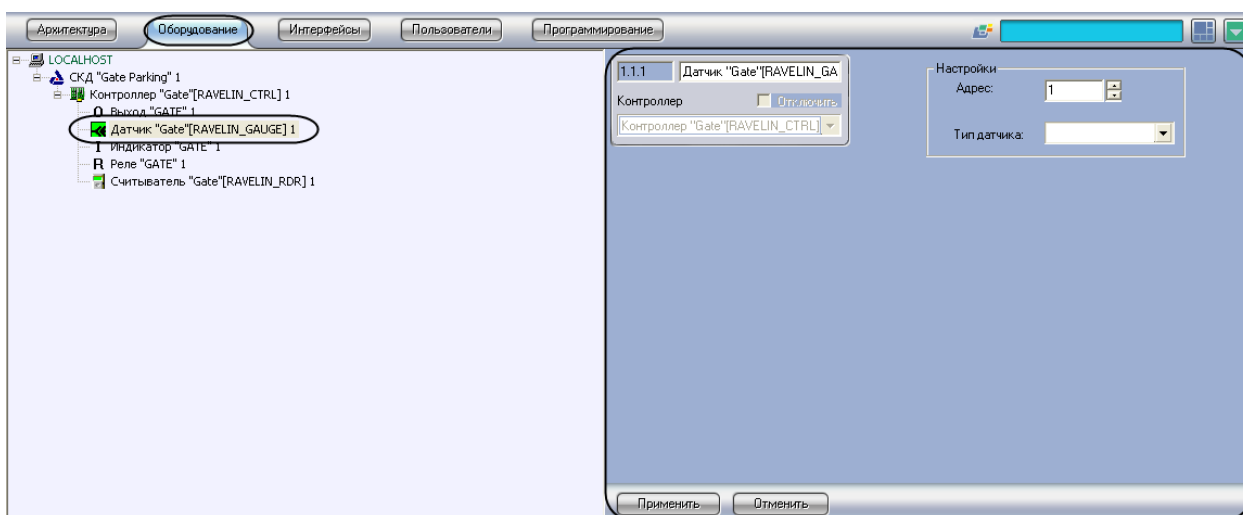 Архитектура Оборудование Интерфейсы Пользователи Программирование
LOCALHOST
СКД "Gate Parking" 1
Контроллер "Gate"[RAVELIN_CTRL] 1
Выход "GATE" 1
Датчик "Gate"[RAVELIN_GAUGE] 1
I Индикатор "GATE" 1
R Реле "GATE" 1
Считыватель "Gate"[RAVELIN_RDR] 1
1.1.1 Датчик "Gate"[RAVELIN_GA
Контроллер Отключить
Контроллер "Gate"[RAVELIN_CTRL]
Настройки
Адрес: 1
Тип датчика:
Применить Отменить